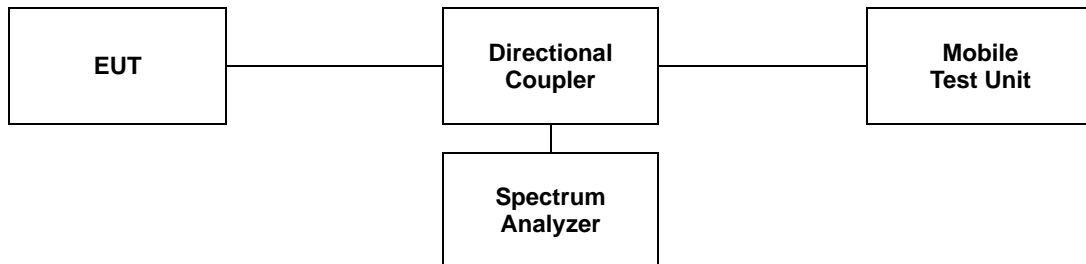 EUT
Directional
Coupler
Mobile
Test Unit
Spectrum
Analyzer